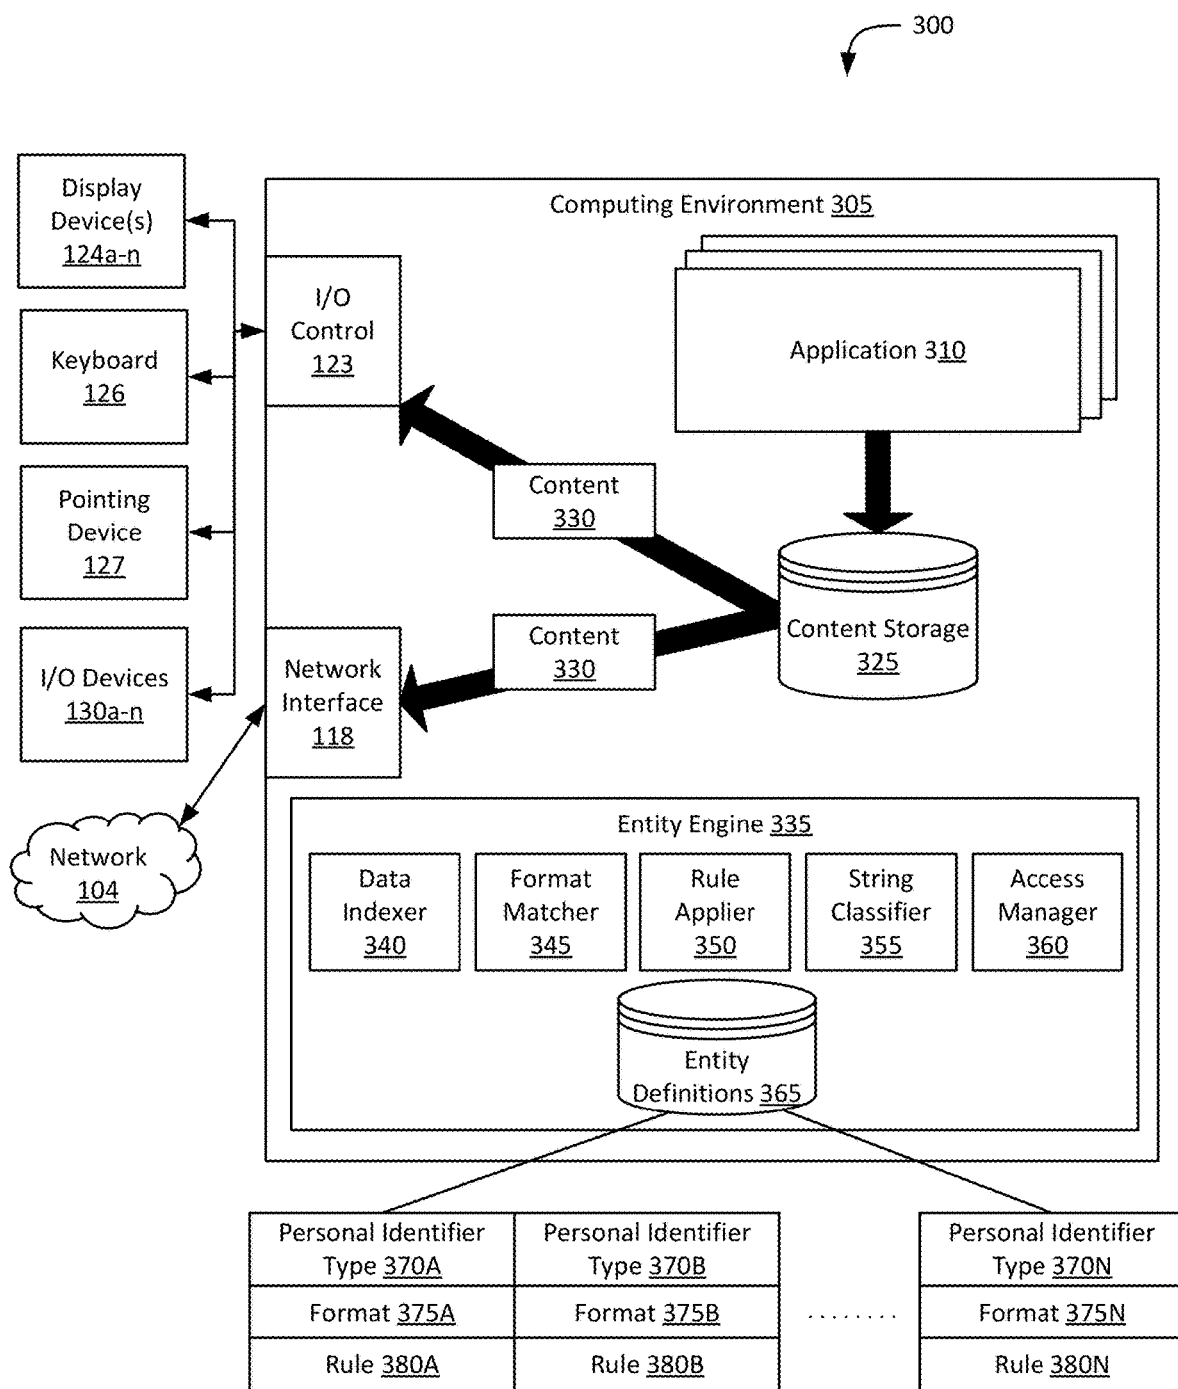 300
Display
Device(s)
124a-n
Keyboard
126
Pointing
Device
127
I/O Devices
130a-n
Network
104
Computing Environment 305
I/O
Control
123
Application 310
Content
330
Content
330
Content Storage
325
Network
Interface
118
Entity Engine 335
Data
Indexer
340
Format
Matcher
345
Rule
Applier
350
String
Classifier
355
Access
Manager
360
Entity
Definitions 365
Personal Identifier
Type 370A
Format 375A
Rule 380A
Personal Identifier
Type 370B
Format 375B
Rule 380B
........
Personal Identifier
Type 370N
Format 375N
Rule 380N